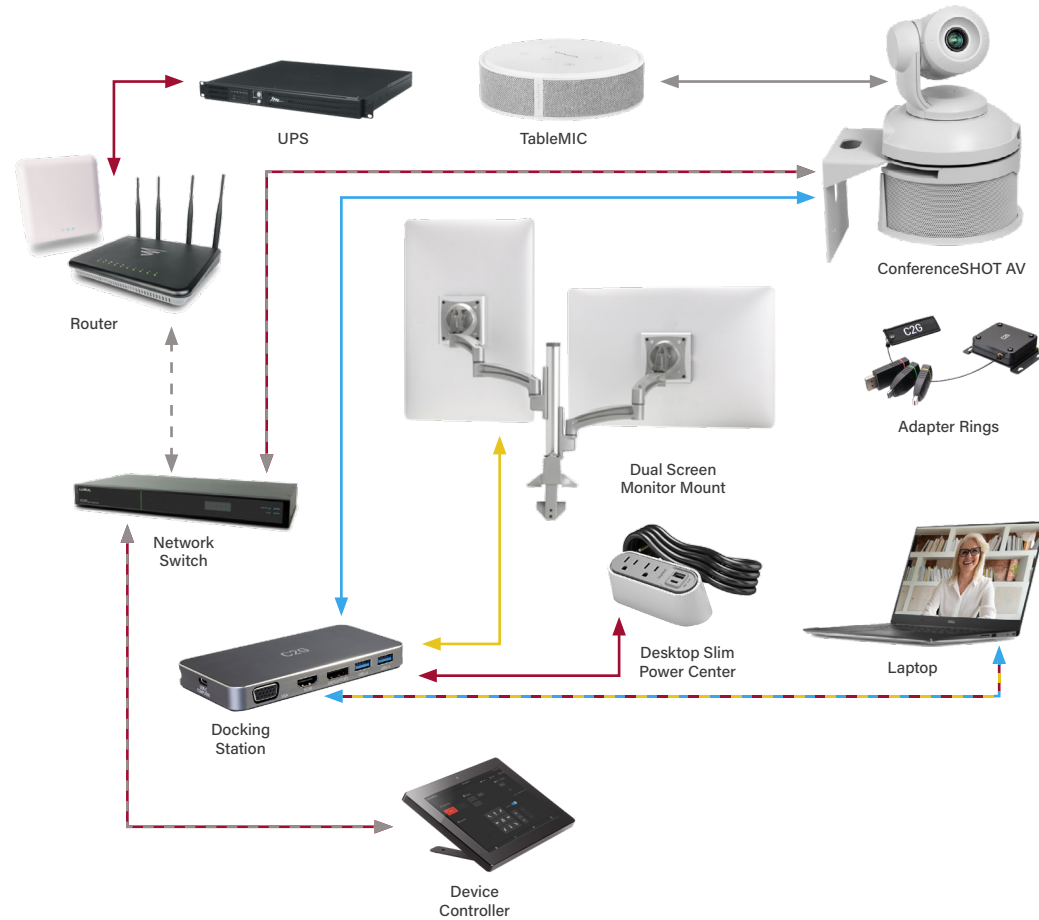 UPS
TableMIC
ConferenceSHOT AV
Router
C2G
Adapter Rings
Dual Screen
Monitor Mount
Network
Switch
Desktop Slim
Power Center
Laptop
C2G
Docking
Station
Device
Controller